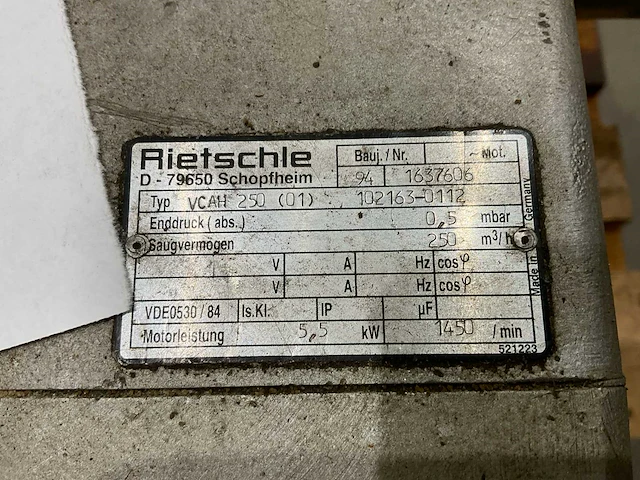 Rietschle
D - 79650 Schopfheim
Bauj. / Nr. ~ Mot.
94 1637606
Typ VCAH 250 (01) 102163-0112
Enddruck ( abs. ) 0,5 mbar
Saugvermögen 250 m³/h
V A Hz cosφ
V A Hz cosφ
VDE0530 / 84 Is.Kl. IP µF
Motorleistung 5,5 kW 1450 / min
521223
Made in Germany